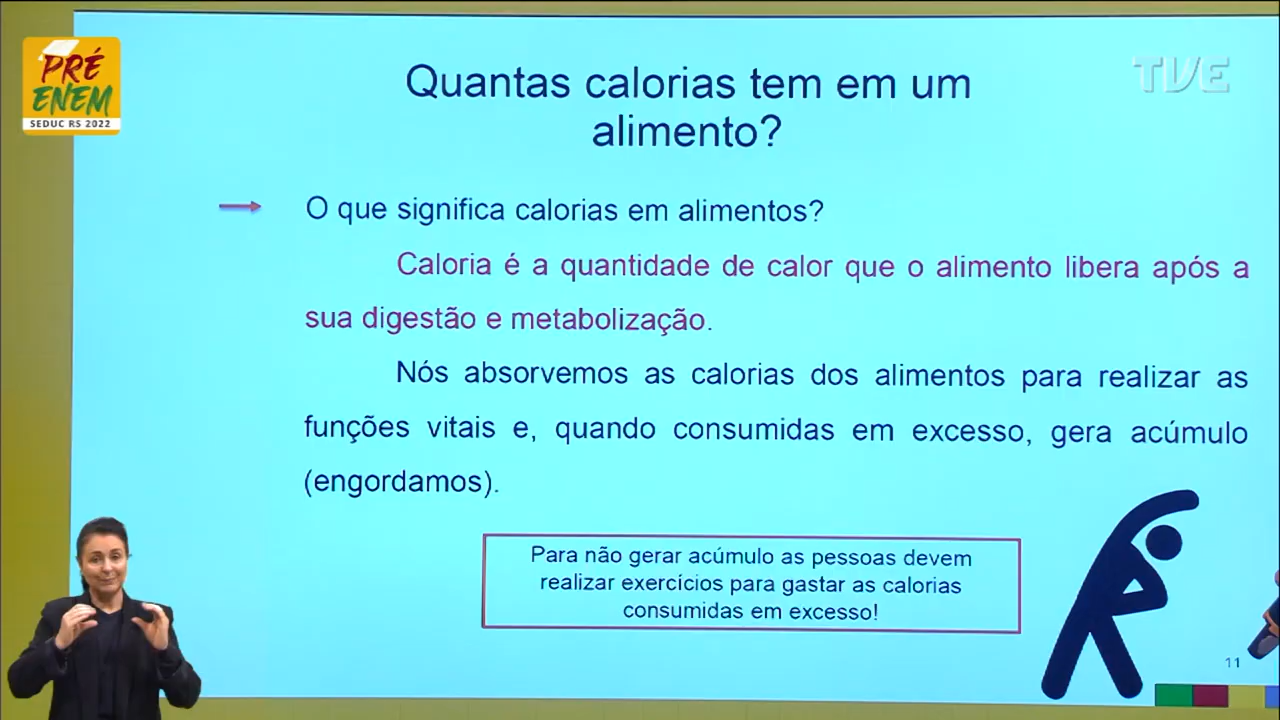 PRÉ
ENEM
SEDUC RS 2022
TVE
Quantas calorias tem em um
alimento?
O que significa calorias em alimentos?
Caloria é a quantidade de calor que o alimento libera após a
sua digestão e metabolização.
Nós absorvemos as calorias dos alimentos para realizar as
funções vitais e, quando consumidas em excesso, gera acúmulo
(engordamos).
Para não gerar acúmulo as pessoas devem
realizar exercícios para gastar as calorias
consumidas em excesso!
11